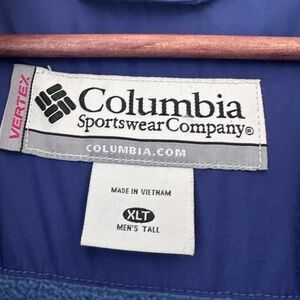 VERTEX
Columbia
Sportswear Company®
COLUMBIA.COM
MADE IN VIETNAM
XLT
MEN'S TALL